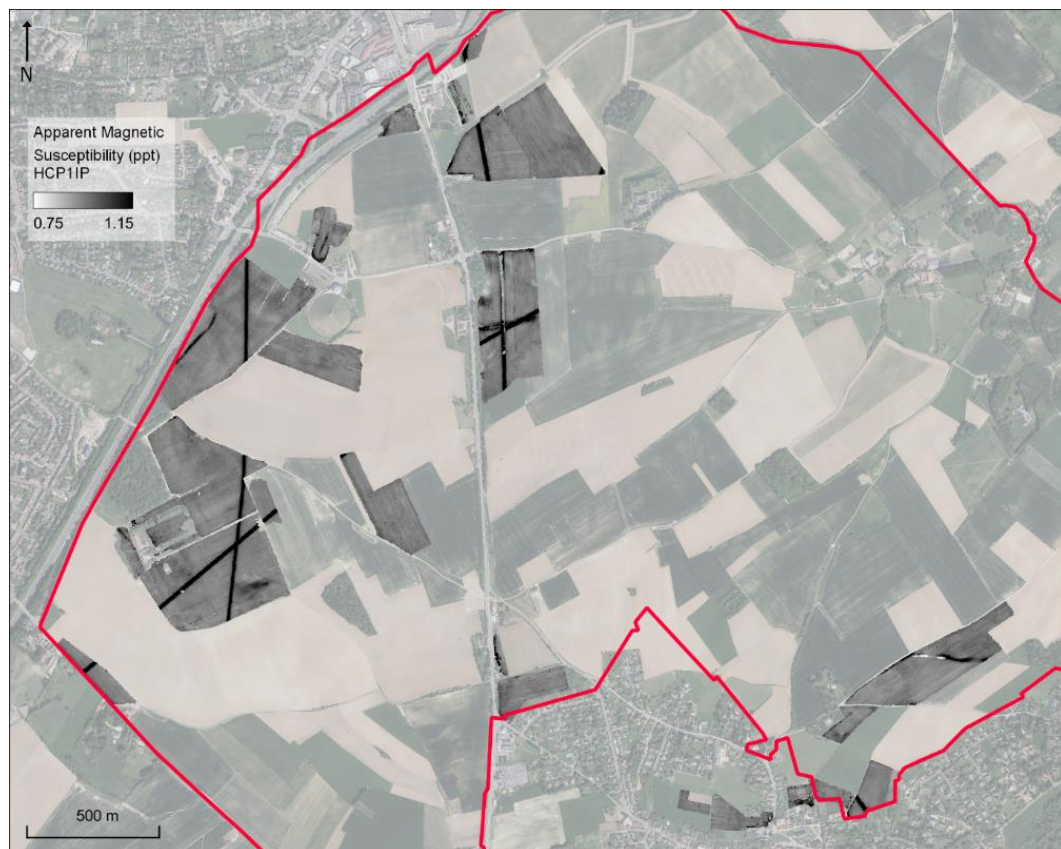 N
Apparent Magnetic
Susceptibility (ppt)
HCP1IP
0.75 1.15
500 m